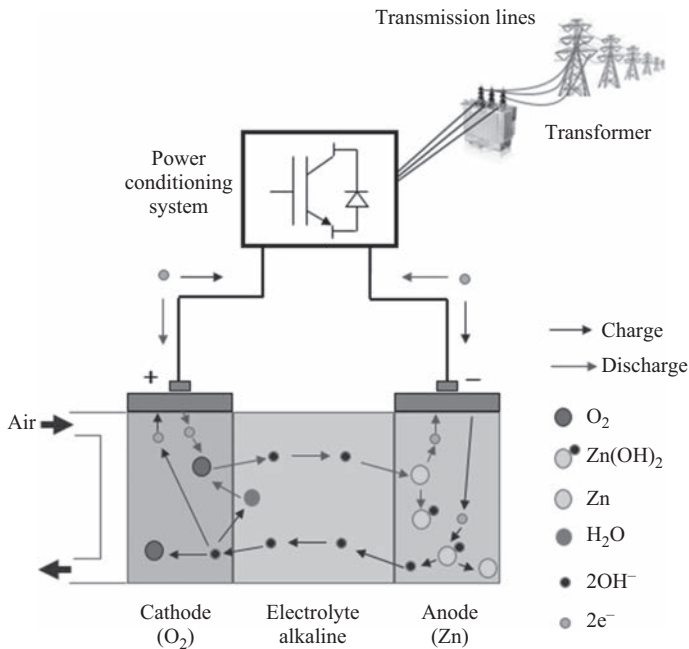 Transmission lines
Transformer
Power
conditioning
system
Charge
Discharge
+
−
Air
O₂
Zn(OH)₂
Zn
H₂O
2OH⁻
2e⁻
Cathode
(O₂)
Electrolyte
alkaline
Anode
(Zn)